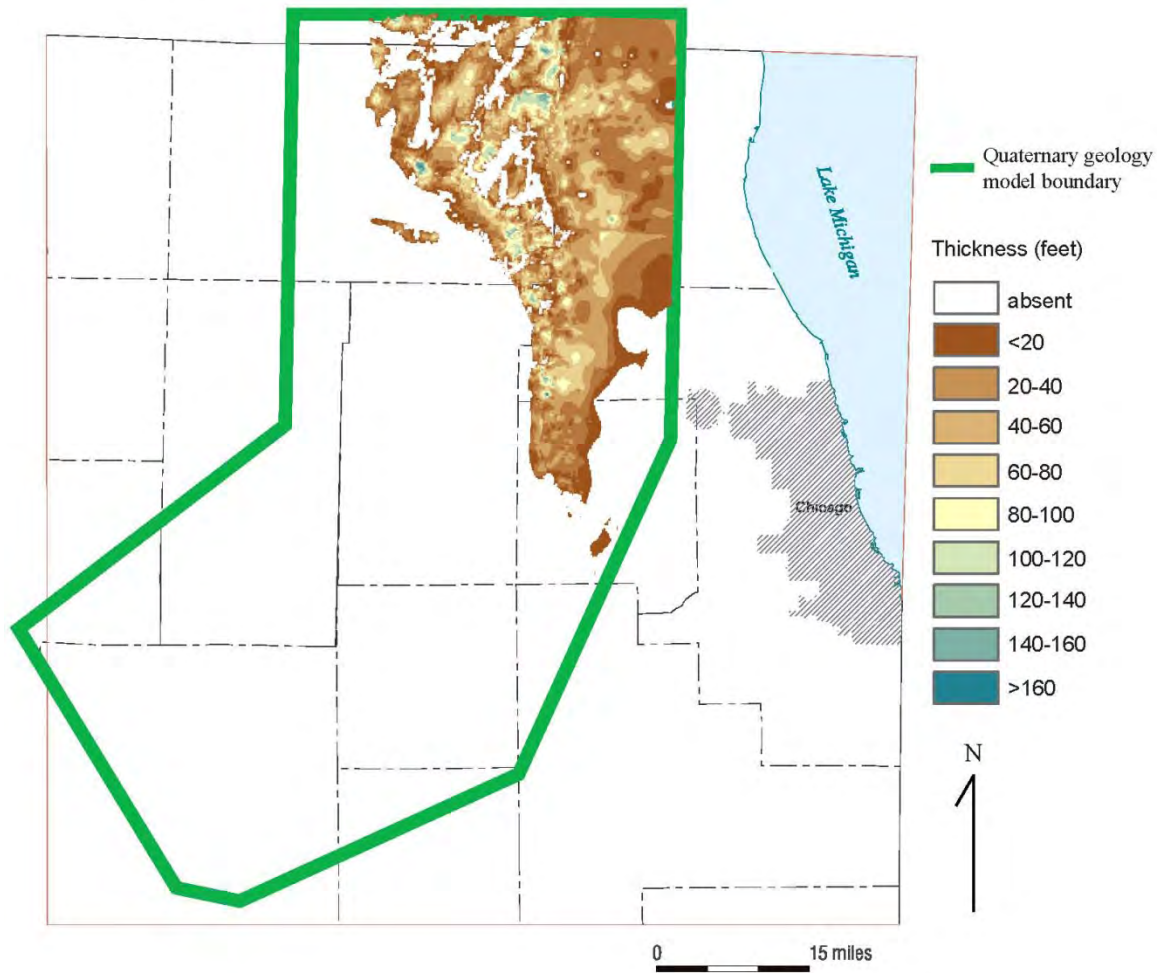 Quaternary geology
model boundary
Lake Michigan
Thickness (feet)
absent
<20
20-40
40-60
60-80
80-100
100-120
120-140
140-160
>160
Chicago
N
0 15 miles